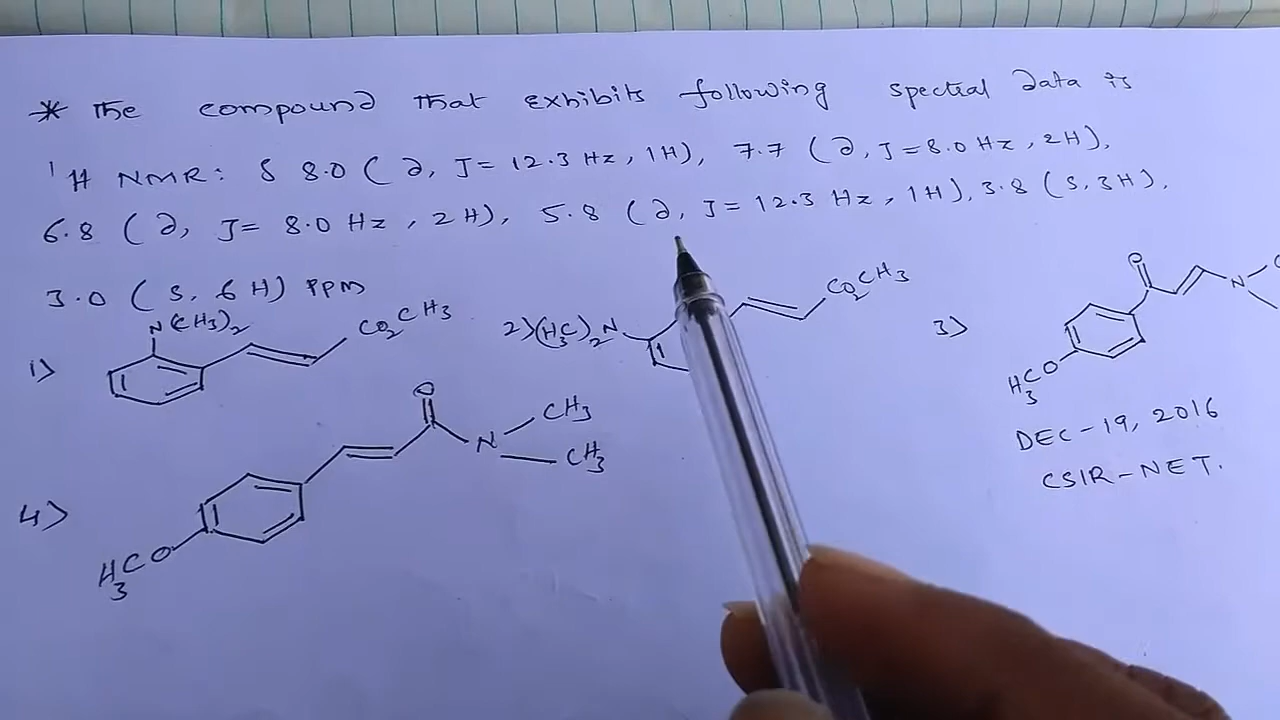 * The compound that exhibits following spectral data is
¹H NMR: δ 8.0 (d, J= 12.3 Hz, 1H), 7.7 (d, J=8.0 Hz, 2H),
6.8 (d, J= 8.0 Hz, 2H), 5.8 (d, J= 12.3 Hz, 1H), 3.8 (s, 3H),
3.0 (s, 6H) PPM
1) N(CH3)2 CO2CH3
2) (H3C)2N CO2CH3
3) O N H3CO
DEC-19, 2016
CSIR-NET.
4) O N CH3 CH3 H3CO